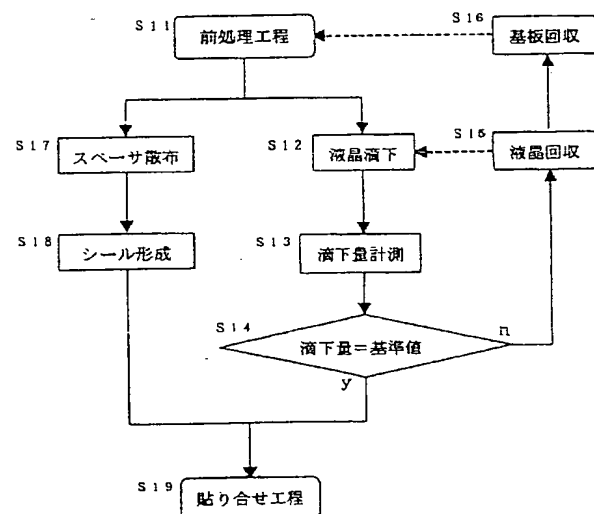 S11
前処理工程
S16
基板回収
S17
スペーサ散布
S12
液晶滴下
S15
液晶回収
S18
シール形成
S13
滴下量計測
S14
滴下量=基準値
n
y
S19
貼り合せ工程